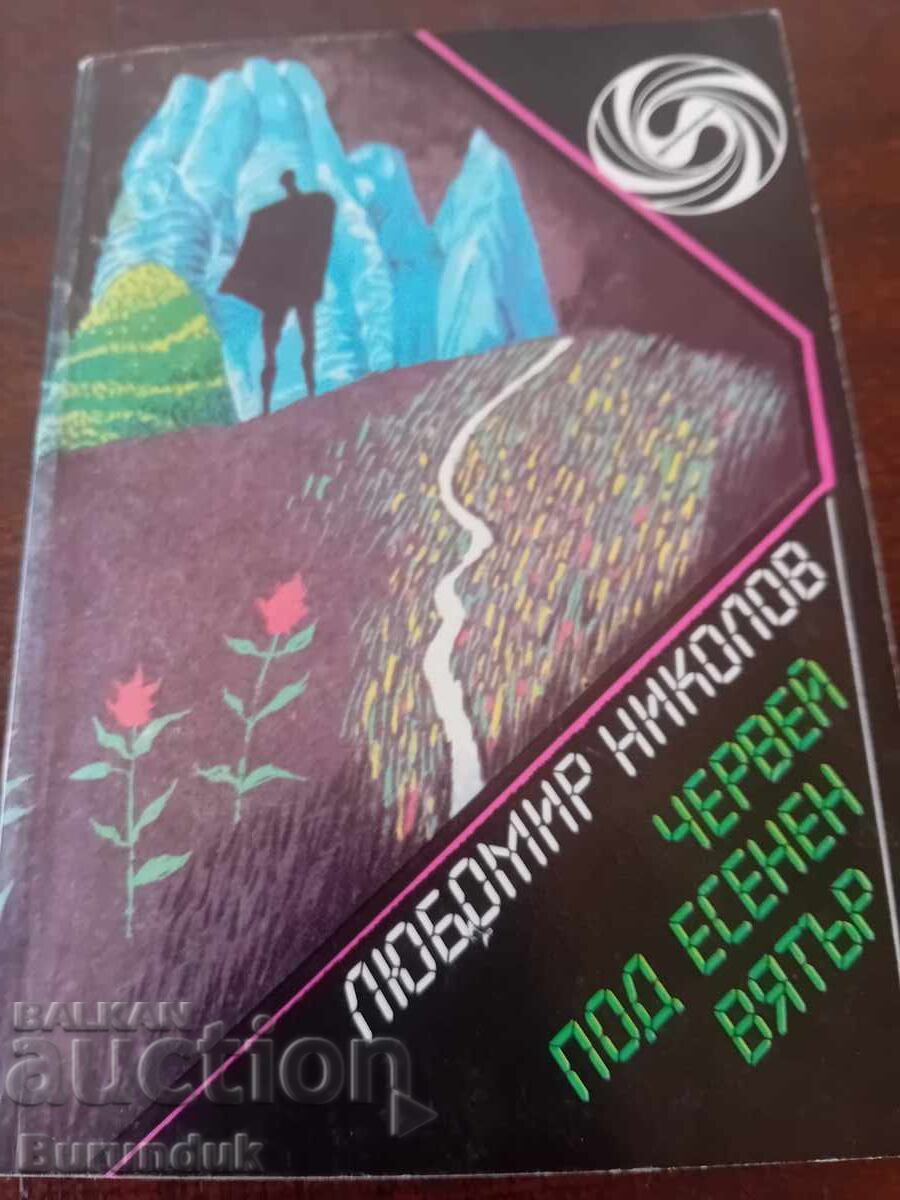 ЛЮБОМИР НИКОЛОВ
ЧЕРВЕЙ
ПОД ЕСЕНЕН
ВЯТЪР
BALKAN
auction
Burunduk